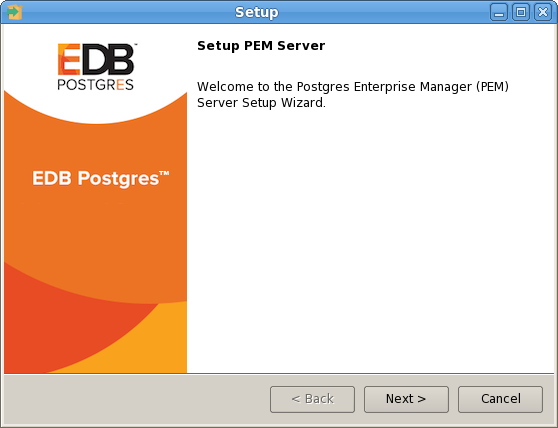 Setup
EDB™
POSTGRES
EDB Postgres™
Setup PEM Server
Welcome to the Postgres Enterprise Manager (PEM)
Server Setup Wizard.
< Back
Next >
Cancel